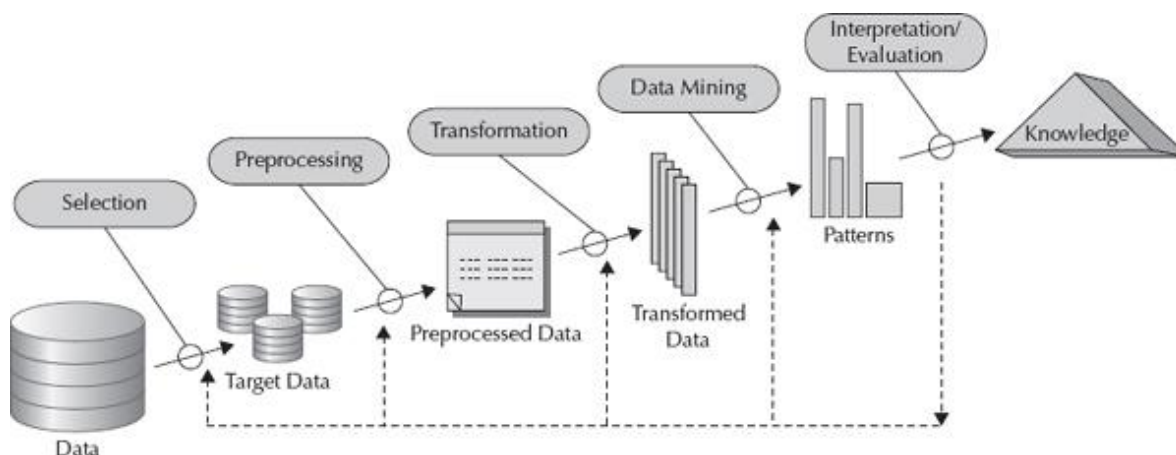 Interpretation/
Evaluation
Data Mining
Transformation
Preprocessing
Selection
Knowledge
Patterns
Transformed
Data
Preprocessed Data
Target Data
Data